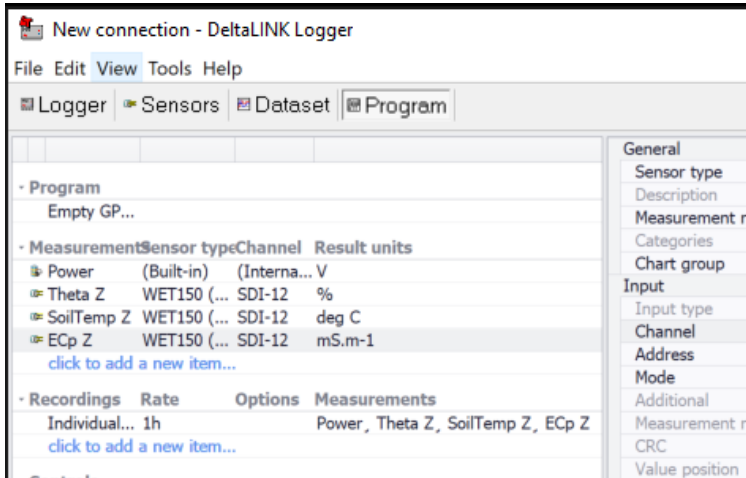 New connection - DeltaLINK Logger
File Edit View Tools Help
Logger Sensors Dataset Program
Program
Empty GP...
Measurements Sensor type Channel Result units
Power (Built-in) (Interna... V
Theta Z WET150 (... SDI-12 %
SoilTemp Z WET150 (... SDI-12 deg C
ECp Z WET150 (... SDI-12 mS.m-1
click to add a new item...
Recordings Rate Options Measurements
Individual... 1h Power, Theta Z, SoilTemp Z, ECp Z
click to add a new item...
General
Sensor type
Description
Measurement
Categories
Chart group
Input
Input type
Channel
Address
Mode
Additional
Measurement
CRC
Value position